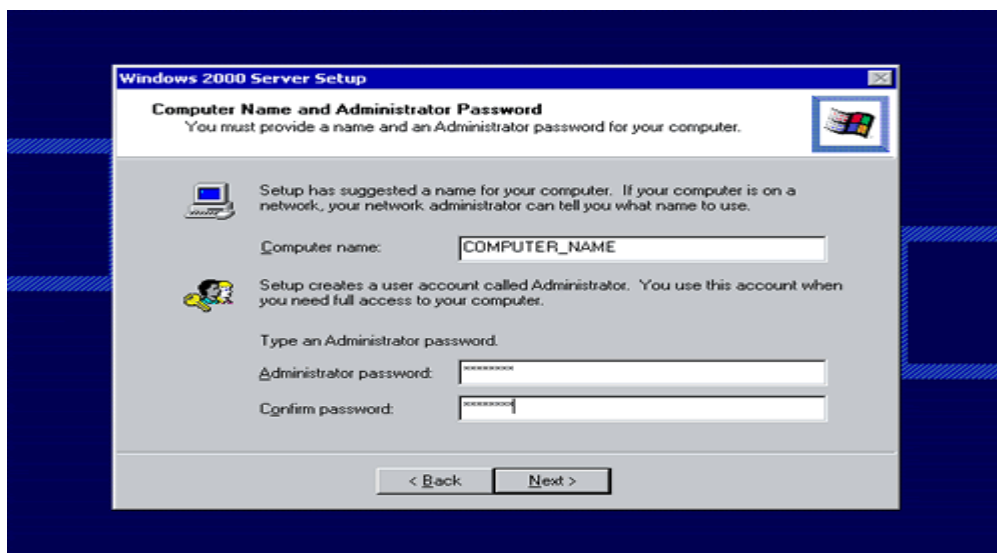 Windows 2000 Server Setup
Computer Name and Administrator Password
You must provide a name and an Administrator password for your computer.
Setup has suggested a name for your computer. If your computer is on a
network, your network administrator can tell you what name to use.
Computer name: COMPUTER_NAME
Setup creates a user account called Administrator. You use this account when
you need full access to your computer.
Type an Administrator password.
Administrator password: ********
Confirm password: ********
< Back Next >